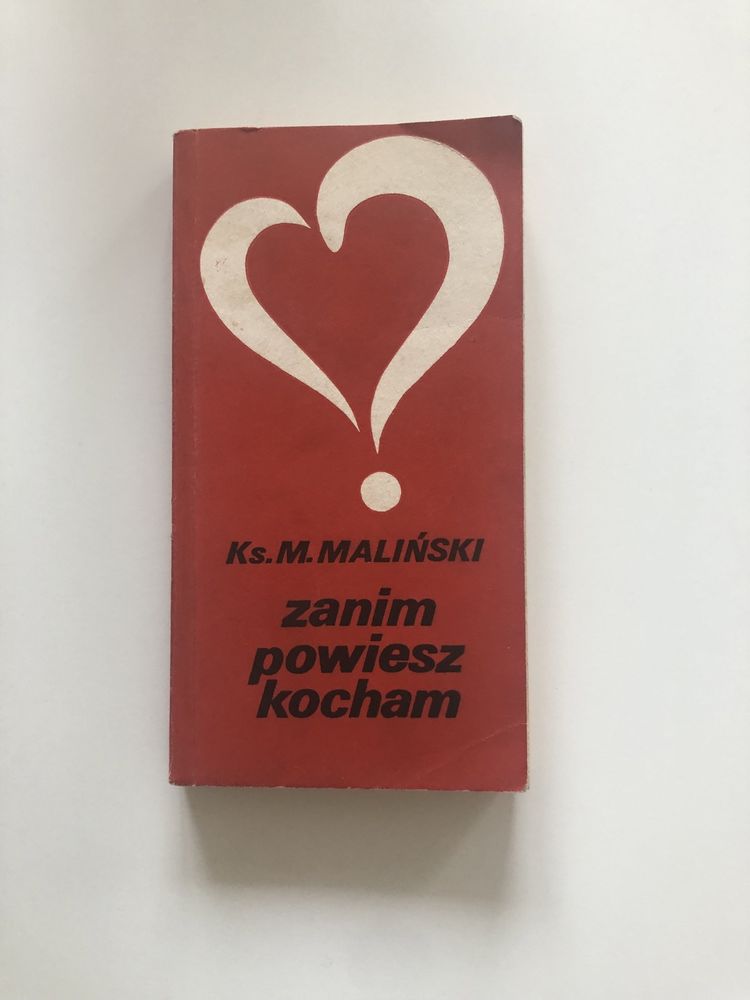 Ks. M. MALIŃSKI
zanim
powiesz
kocham